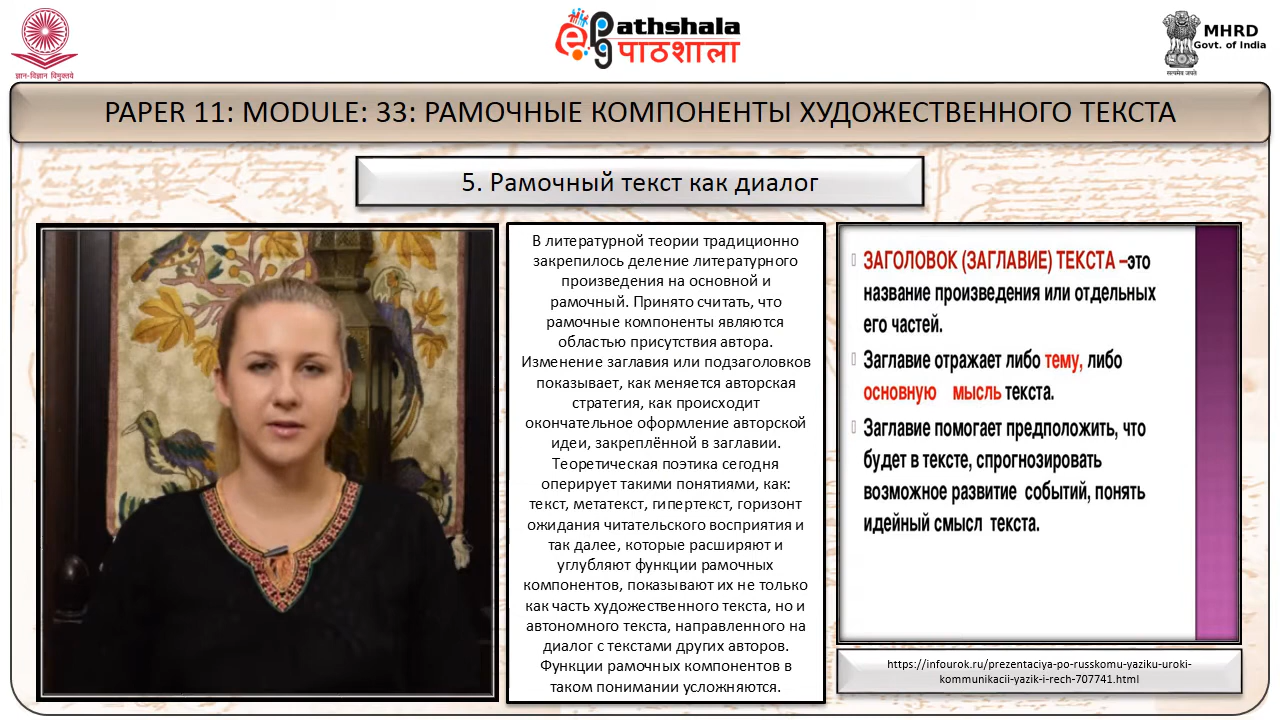 ज्ञान-विज्ञान विमुक्तये
ePathshala
पाठशाला
MHRD
Govt. of India
सत्यमेव जयते
PAPER 11: MODULE: 33: РАМОЧНЫЕ КОМПОНЕНТЫ ХУДОЖЕСТВЕННОГО ТЕКСТА
5. Рамочный текст как диалог
В литературной теории традиционно
закрепилось деление литературного
произведения на основной и
рамочный. Принято считать, что
рамочные компоненты являются
областью присутствия автора.
Изменение заглавия или подзаголовков
показывает, как меняется авторская
стратегия, как происходит
окончательное оформление авторской
идеи, закреплённой в заглавии.
Теоретическая поэтика сегодня
оперирует такими понятиями, как:
текст, метатекст, гипертекст, горизонт
ожидания читательского восприятия и
так далее, которые расширяют и
углубляют функции рамочных
компонентов, показывают их не только
как часть художественного текста, но и
автономного текста, направленного на
диалог с текстами других авторов.
Функции рамочных компонентов в
таком понимании усложняются.
ЗАГОЛОВОК (ЗАГЛАВИЕ) ТЕКСТА –это
название произведения или отдельных
его частей.
Заглавие отражает либо тему, либо
основную мысль текста.
Заглавие помогает предположить, что
будет в тексте, спрогнозировать
возможное развитие событий, понять
идейный смысл текста.
https://infourok.ru/prezentaciya-po-russkomu-yaziku-uroki-
kommunikacii-yazik-i-rech-707741.html